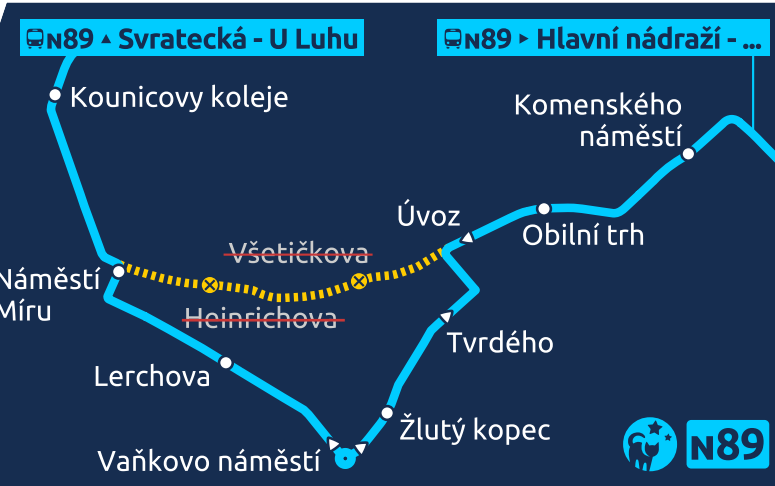 N89 ▲ Svratecká - U Luhu
N89 ▶ Hlavní nádraží - ...
Kounicovy koleje
Komenského
náměstí
Úvoz
Obilní trh
Všetičkova
Náměstí
Míru
Heinrichova
Tvrdého
Lerchova
Žlutý kopec
Vaňkovo náměstí
N89